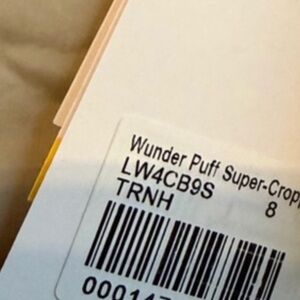 Wunder Puff Super-Cropp
LW4CB9S 8
TRNH